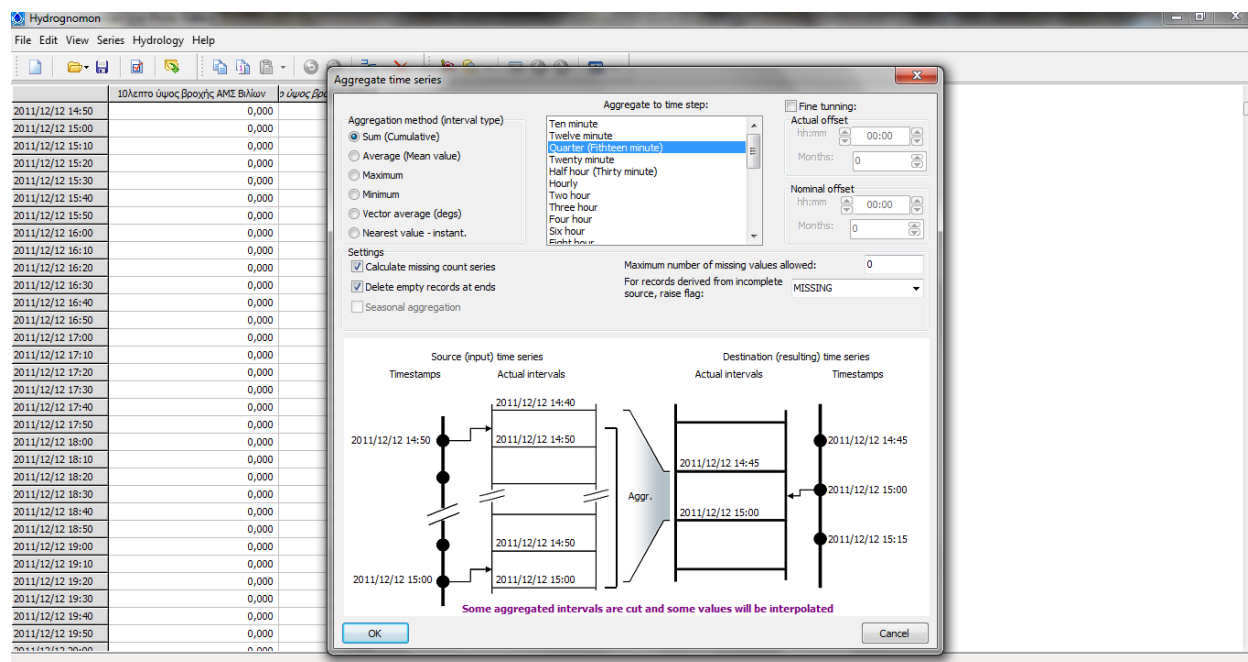 Hydrognomon
File Edit View Series Hydrology Help
10λεπτο ύψος βροχής ΑΜΣ Βιλίων
2011/12/12 14:50 0,000
2011/12/12 15:00 0,000
2011/12/12 15:10 0,000
2011/12/12 15:20 0,000
2011/12/12 15:30 0,000
2011/12/12 15:40 0,000
2011/12/12 15:50 0,000
2011/12/12 16:00 0,000
2011/12/12 16:10 0,000
2011/12/12 16:20 0,000
2011/12/12 16:30 0,000
2011/12/12 16:40 0,000
2011/12/12 16:50 0,000
2011/12/12 17:00 0,000
2011/12/12 17:10 0,000
2011/12/12 17:20 0,000
2011/12/12 17:30 0,000
2011/12/12 17:40 0,000
2011/12/12 17:50 0,000
2011/12/12 18:00 0,000
2011/12/12 18:10 0,000
2011/12/12 18:20 0,000
2011/12/12 18:30 0,000
2011/12/12 18:40 0,000
2011/12/12 18:50 0,000
2011/12/12 19:00 0,000
2011/12/12 19:10 0,000
2011/12/12 19:20 0,000
2011/12/12 19:30 0,000
2011/12/12 19:40 0,000
2011/12/12 19:50 0,000
2011/12/12 20:00 0,000
Aggregate time series
Aggregation method (interval type)
Sum (Cumulative)
Average (Mean value)
Maximum
Minimum
Vector average (degs)
Nearest value - instant.
Aggregate to time step:
Ten minute
Twelve minute
Quarter (Fifhteen minute)
Twenty minute
Half hour (Thirty minute)
Hourly
Two hour
Three hour
Four hour
Six hour
Eight hour
Fine tunning:
Actual offset
hh:mm 00:00
Months: 0
Nominal offset
hh:mm 00:00
Months: 0
Settings
Calculate missing count series
Delete empty records at ends
Seasonal aggregation
Maximum number of missing values allowed: 0
For records derived from incomplete
source, raise flag: MISSING
Source (input) time series
Timestamps Actual intervals
2011/12/12 14:40
2011/12/12 14:50 2011/12/12 14:50
2011/12/12 14:50
2011/12/12 15:00 2011/12/12 15:00
Aggr.
Destination (resulting) time series
Actual intervals Timestamps
2011/12/12 14:45
2011/12/12 14:45
2011/12/12 15:00
2011/12/12 15:00
2011/12/12 15:15
Some aggregated intervals are cut and some values will be interpolated
OK
Cancel